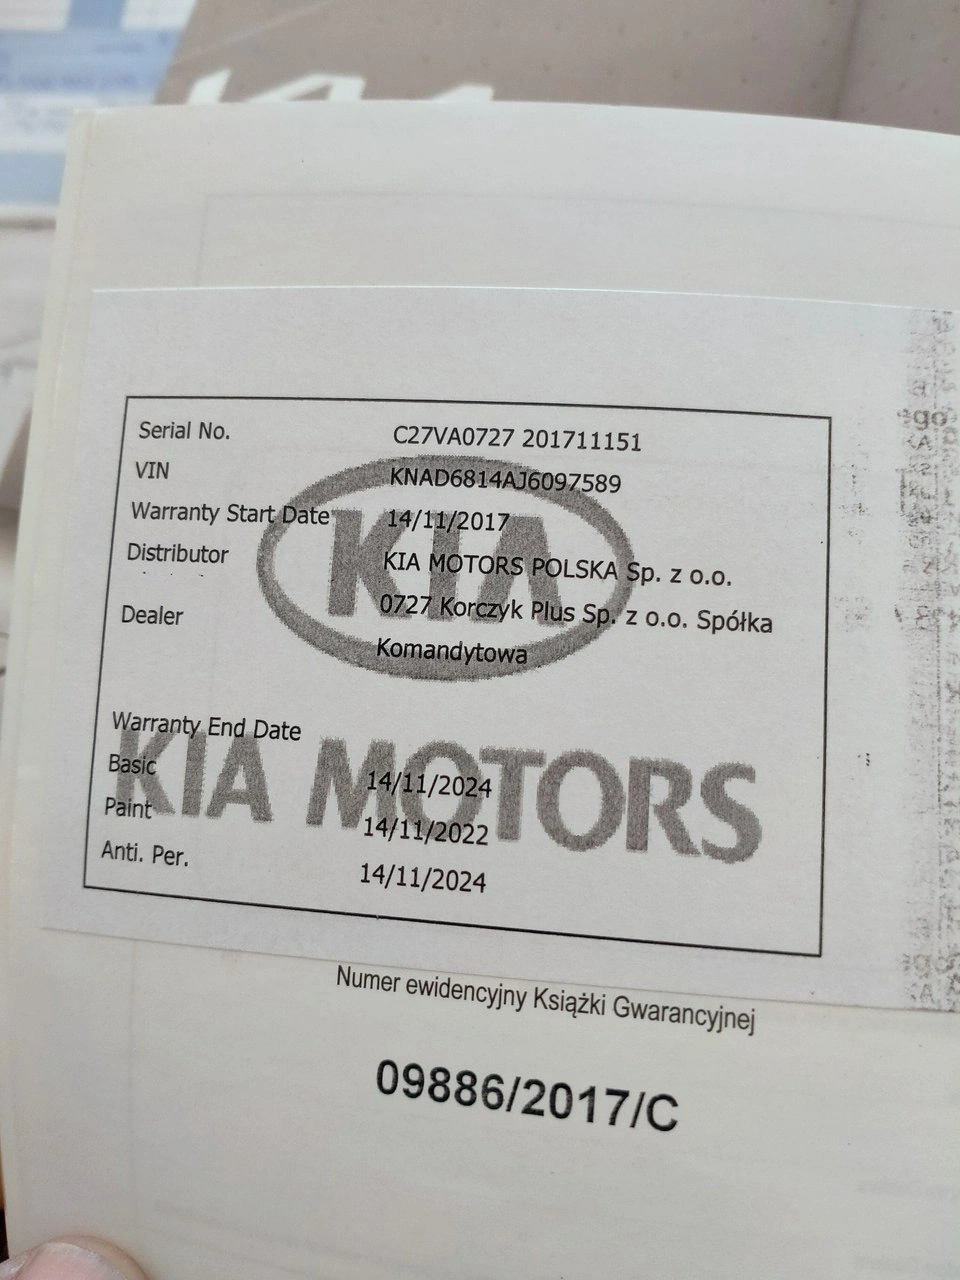 Serial No. C27VA0727 201711151
VIN KNAD6814AJ6097589
Warranty Start Date 14/11/2017
Distributor KIA MOTORS POLSKA Sp. z o.o.
Dealer 0727 Korczyk Plus Sp. z o.o. Spółka
Komandytowa
Warranty End Date
Basic 14/11/2024
Paint 14/11/2022
Anti. Per. 14/11/2024
KIA
KIA MOTORS
Numer ewidencyjny Książki Gwarancyjnej
09886/2017/C